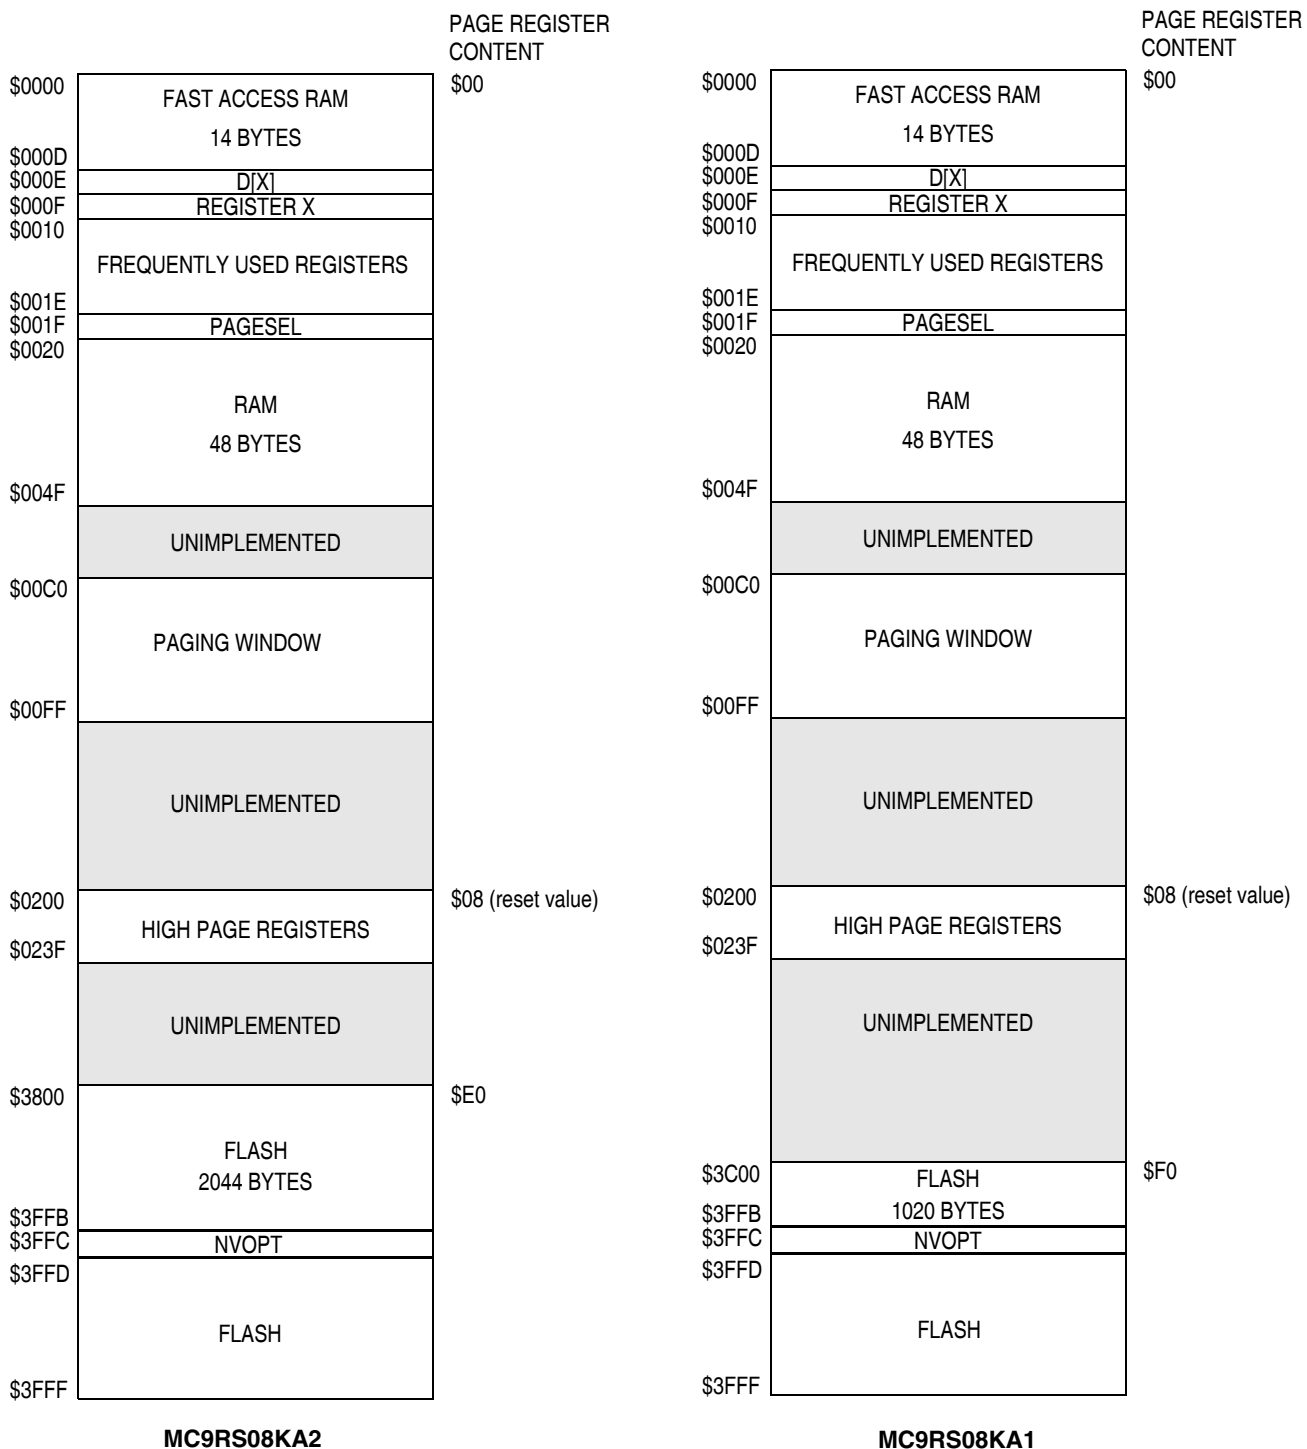 PAGE REGISTER
CONTENT
$0000
FAST ACCESS RAM
$00
14 BYTES
$000D
$000E
D[X]
$000F
REGISTER X
$0010
FREQUENTLY USED REGISTERS
$001E
$001F
PAGESEL
$0020
RAM
48 BYTES
$004F
UNIMPLEMENTED
$00C0
PAGING WINDOW
$00FF
UNIMPLEMENTED
$0200
$08 (reset value)
HIGH PAGE REGISTERS
$023F
UNIMPLEMENTED
$3800
$E0
FLASH
2044 BYTES
$3FFB
$3FFC
NVOPT
$3FFD
FLASH
$3FFF
MC9RS08KA2
PAGE REGISTER
CONTENT
$0000
FAST ACCESS RAM
$00
14 BYTES
$000D
$000E
D[X]
$000F
REGISTER X
$0010
FREQUENTLY USED REGISTERS
$001E
$001F
PAGESEL
$0020
RAM
48 BYTES
$004F
UNIMPLEMENTED
$00C0
PAGING WINDOW
$00FF
UNIMPLEMENTED
$0200
$08 (reset value)
HIGH PAGE REGISTERS
$023F
UNIMPLEMENTED
$3C00
FLASH
$F0
1020 BYTES
$3FFB
$3FFC
NVOPT
$3FFD
FLASH
$3FFF
MC9RS08KA1